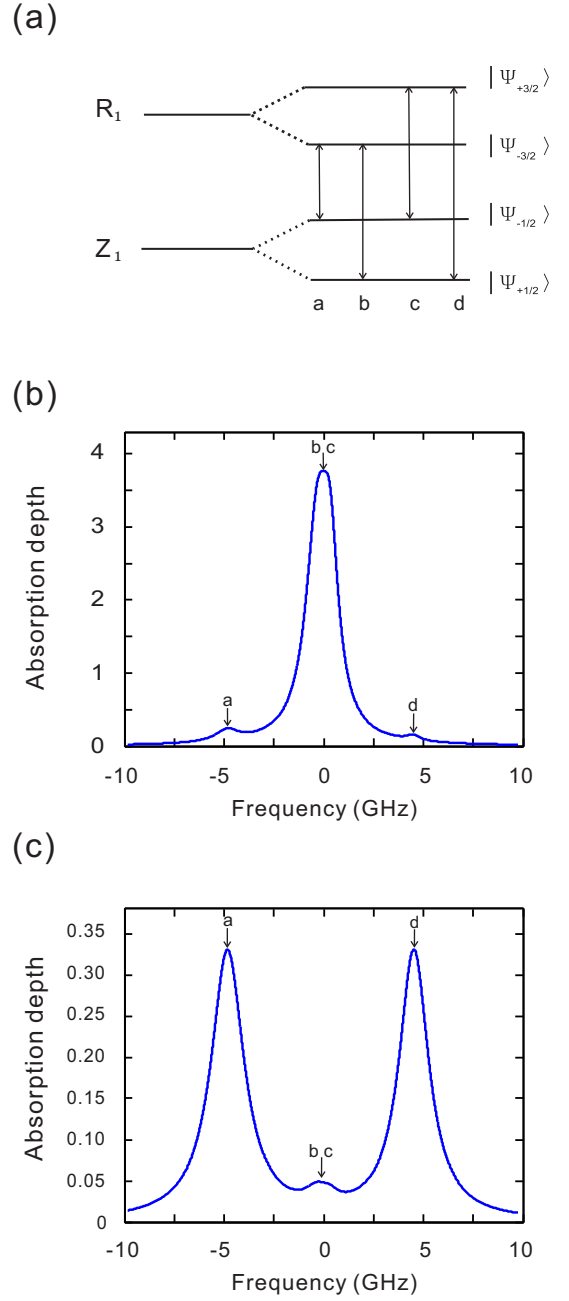 (a)
R₁
Z₁
| Ψ₊₃/₂ ⟩
| Ψ₋₃/₂ ⟩
| Ψ₋₁/₂ ⟩
| Ψ₊₁/₂ ⟩
a b c d
(b)
Absorption depth
4
3
2
1
0
a
b c
d
-10 -5 0 5 10
Frequency (GHz)
(c)
Absorption depth
0.35
0.30
0.25
0.20
0.15
0.10
0.05
0
a
b c
d
-10 -5 0 5 10
Frequency (GHz)